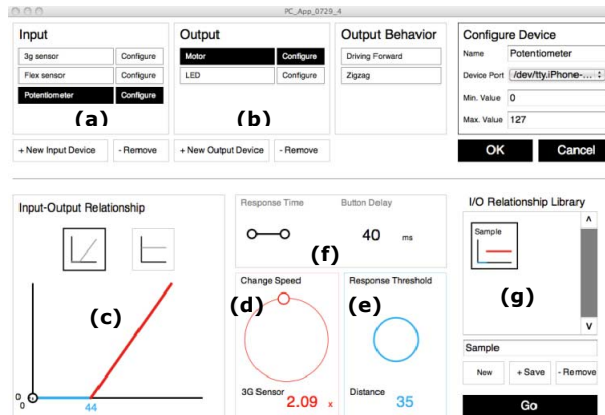 PC_App_0729_4
Input
3g sensor Configure
Flex sensor Configure
Potentiometer Configure
(a)
+ New Input Device - Remove
Output
Motor Configure
LED Configure
(b)
+ New Output Device - Remove
Output Behavior
Driving Forward
Zigzag
Configure Device
Name Potentiometer
Device Port /dev/tty.iPhone-...
Min. Value 0
Max. Value 127
OK Cancel
Input-Output Relationship
(c)
0
0 44
Response Time Button Delay
40 ms
(f)
Change Speed
(d)
3G Sensor 2.09 x
Response Threshold
(e)
Distance 35
I/O Relationship Library
Sample
(g)
Sample
New + Save - Remove
Go